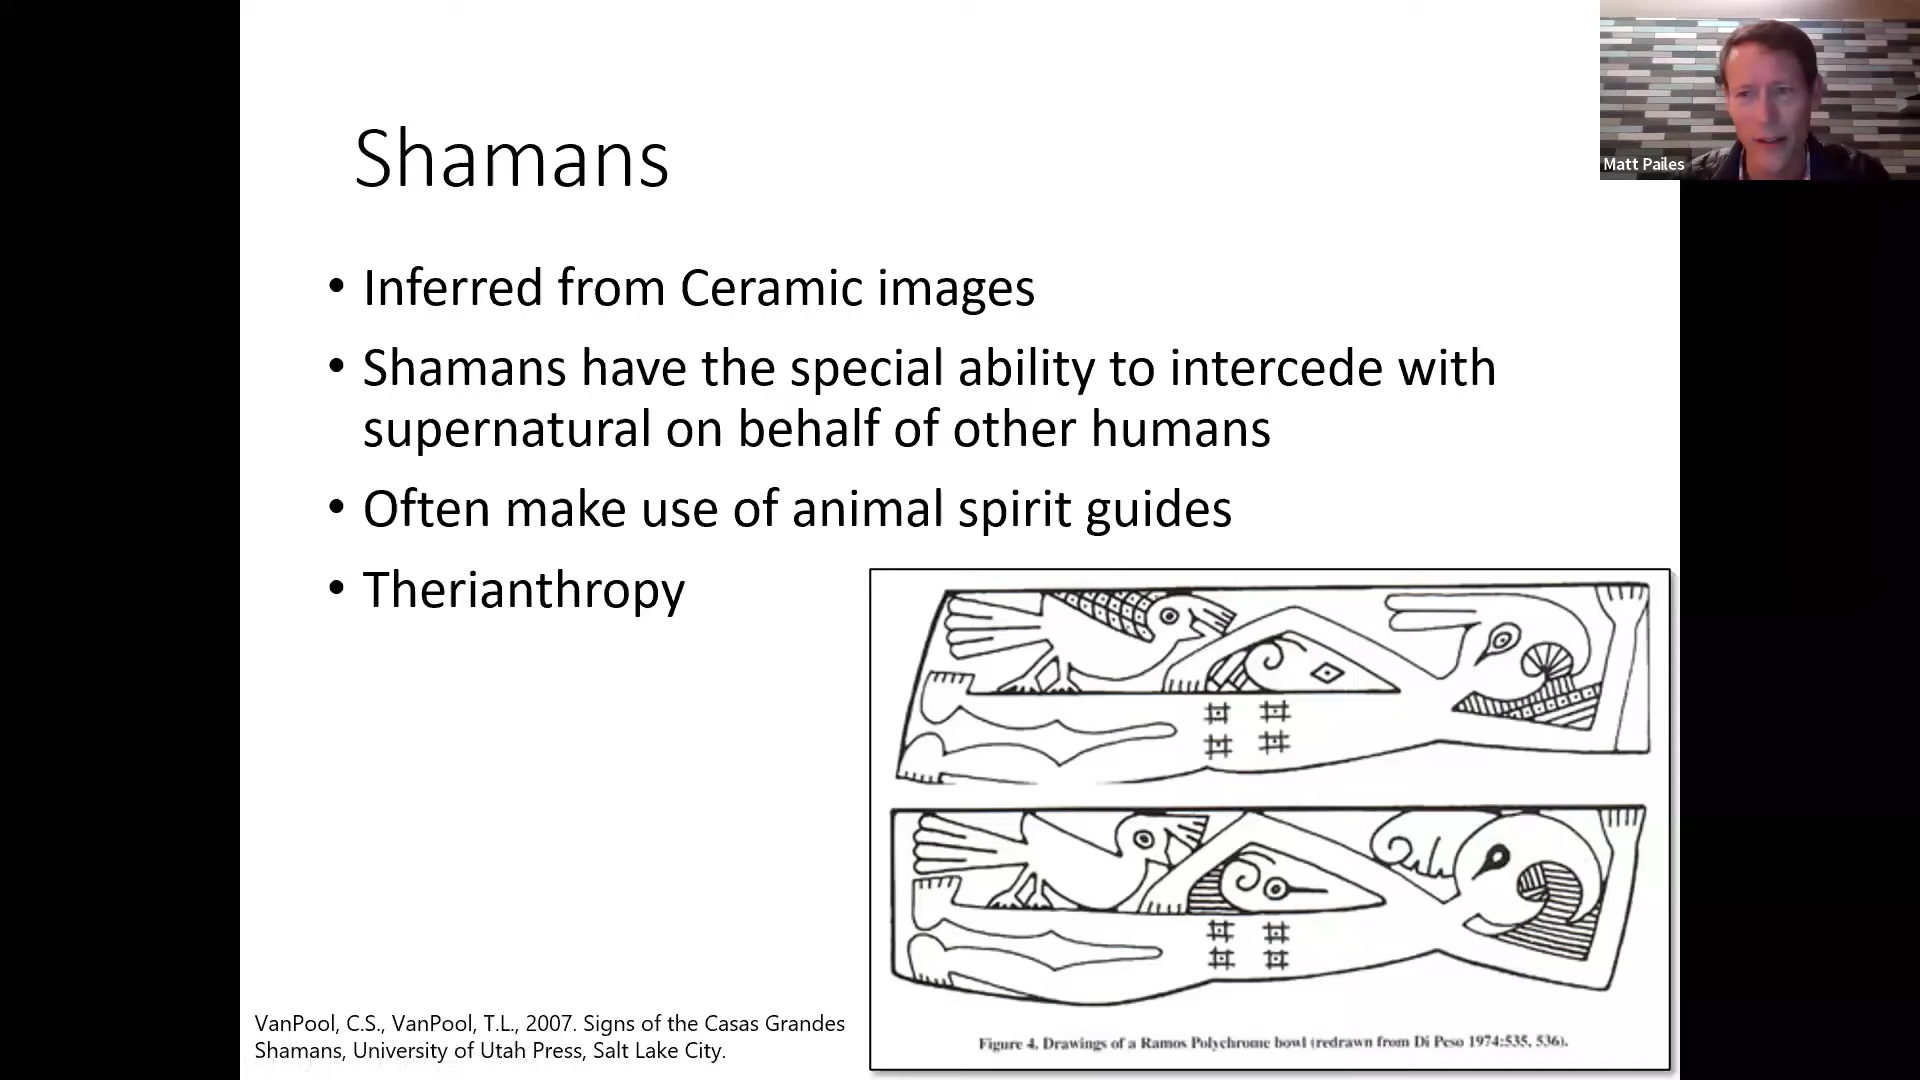 Matt Pailes
Shamans
• Inferred from Ceramic images
• Shamans have the special ability to intercede with
supernatural on behalf of other humans
• Often make use of animal spirit guides
• Therianthropy
Figure 4. Drawings of a Ramos Polychrome bowl (redrawn from Di Peso 1974:535, 536).
VanPool, C.S., VanPool, T.L., 2007. Signs of the Casas Grandes
Shamans, University of Utah Press, Salt Lake City.